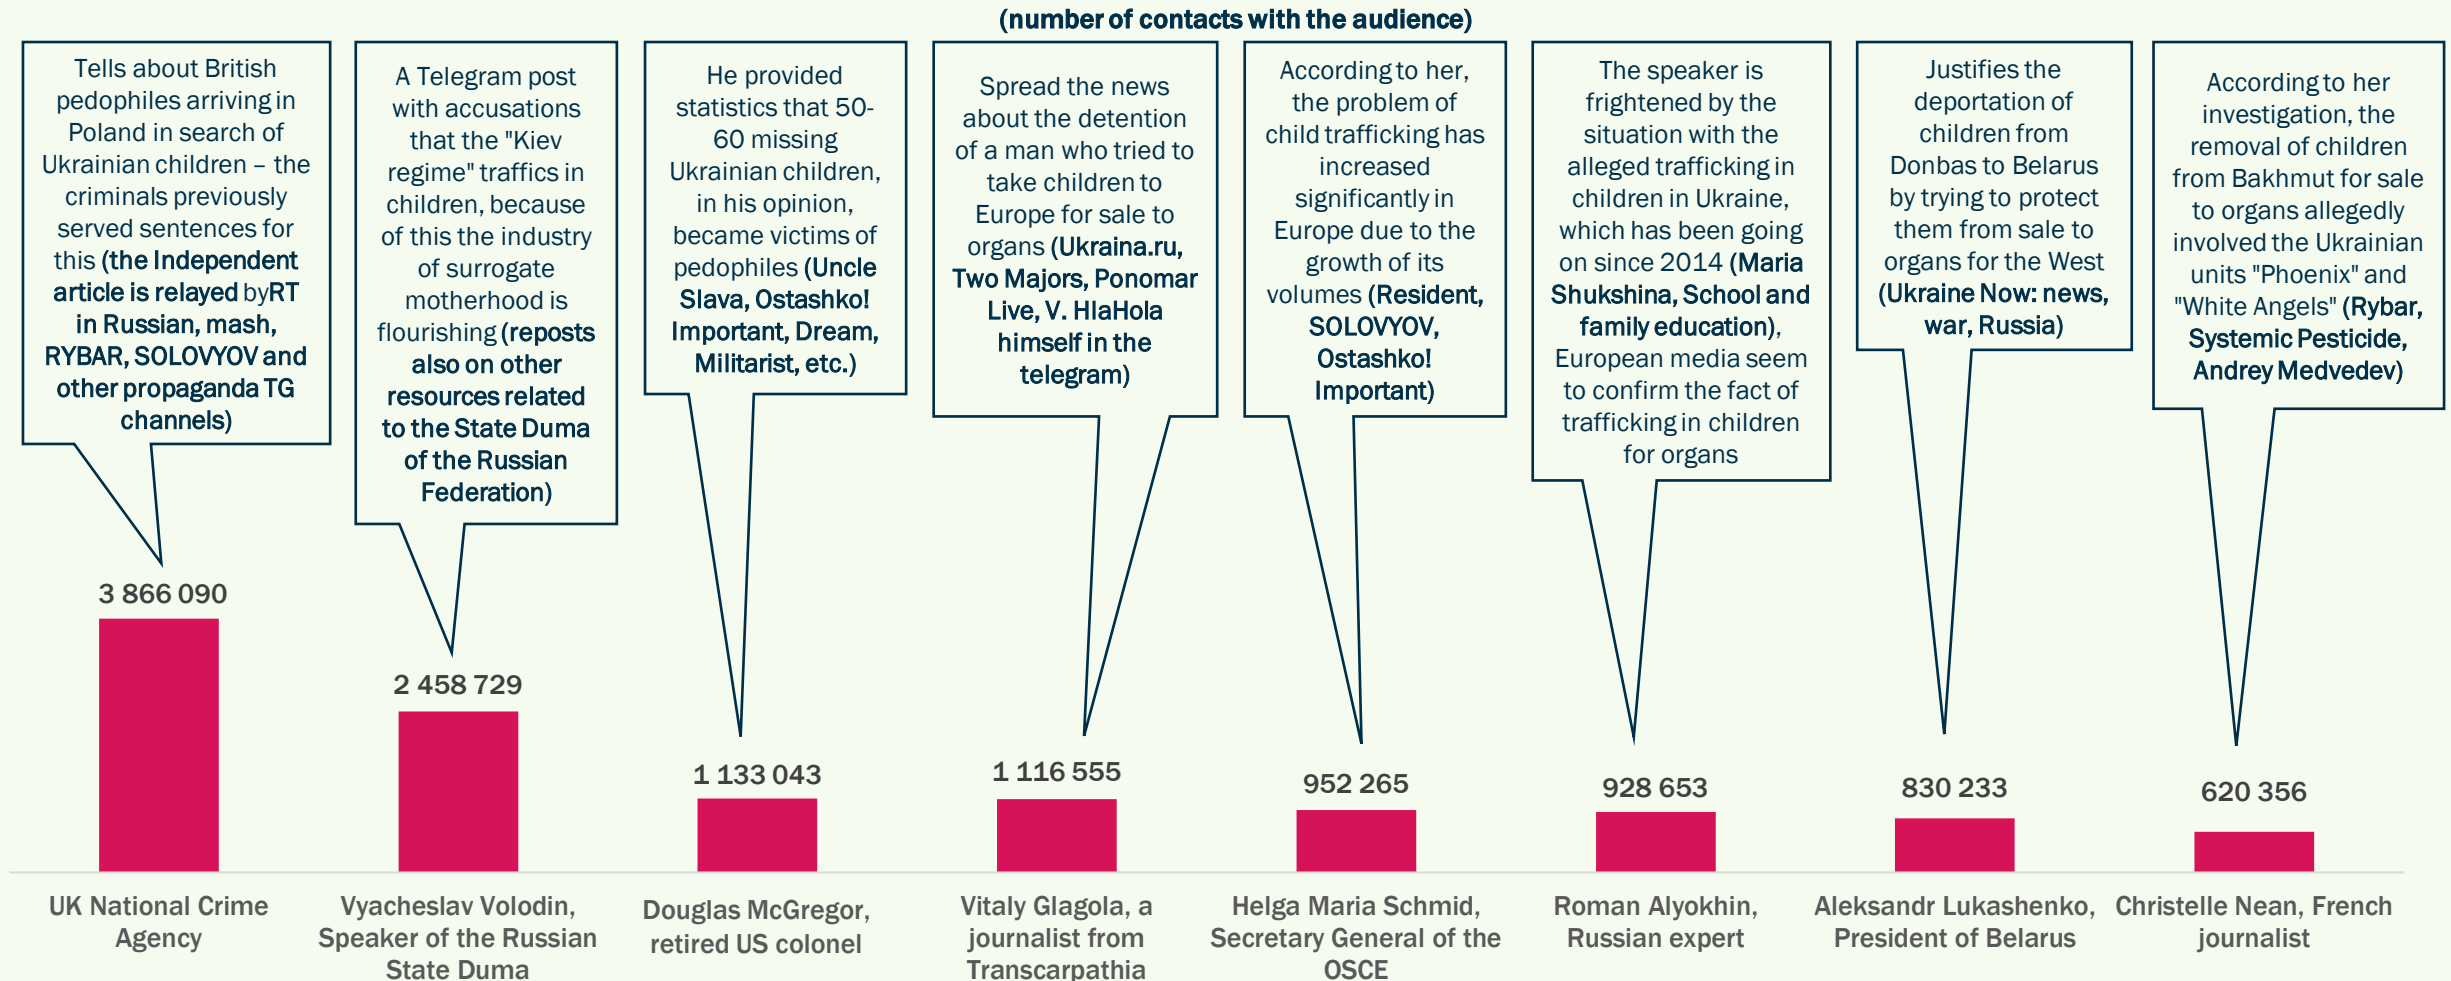 (number of contacts with the audience)
Tells about British
pedophiles arriving in
Poland in search of
Ukrainian children – the
criminals previously
served sentences for
this (the Independent
article is relayed byRT
in Russian, mash,
RYBAR, SOLOVYOV and
other propaganda TG
channels)
A Telegram post
with accusations
that the "Kiev
regime" traffics in
children, because
of this the industry
of surrogate
motherhood is
flourishing (reposts
also on other
resources related
to the State Duma
of the Russian
Federation)
He provided
statistics that 50-
60 missing
Ukrainian children,
in his opinion,
became victims of
pedophiles (Uncle
Slava, Ostashko!
Important, Dream,
Militarist, etc.)
Spread the news
about the detention
of a man who tried to
take children to
Europe for sale to
organs (Ukraina.ru,
Two Majors, Ponomar
Live, V. HlaHola
himself in the
telegram)
According to her,
the problem of
child trafficking has
increased
significantly in
Europe due to the
growth of its
volumes (Resident,
SOLOVYOV,
Ostashko!
Important)
The speaker is
frightened by the
situation with the
alleged trafficking in
children in Ukraine,
which has been going
on since 2014 (Maria
Shukshina, School and
family education),
European media seem
to confirm the fact of
trafficking in children
for organs
Justifies the
deportation of
children from
Donbas to Belarus
by trying to protect
them from sale to
organs for the West
(Ukraine Now: news,
war, Russia)
According to her
investigation, the
removal of children
from Bakhmut for sale
to organs allegedly
involved the Ukrainian
units "Phoenix" and
"White Angels" (Rybar,
Systemic Pesticide,
Andrey Medvedev)
3 866 090
2 458 729
1 133 043
1 116 555
952 265
928 653
830 233
620 356
UK National Crime
Agency
Vyacheslav Volodin,
Speaker of the Russian
State Duma
Douglas McGregor,
retired US colonel
Vitaly Glagola, a
journalist from
Transcarpathia
Helga Maria Schmid,
Secretary General of the
OSCE
Roman Alyokhin,
Russian expert
Aleksandr Lukashenko,
President of Belarus
Christelle Nean, French
journalist